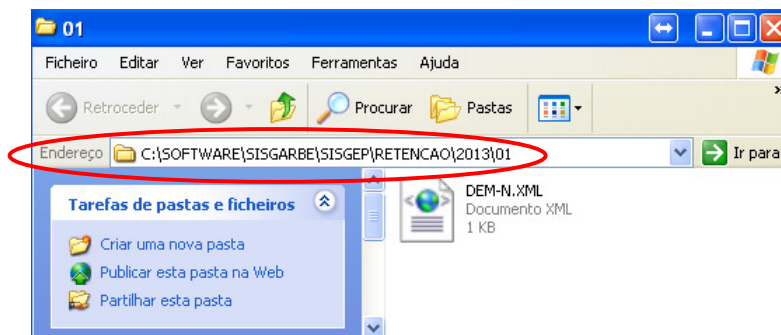 01
Ficheiro Editar Ver Favoritos Ferramentas Ajuda
Retroceder Procurar Pastas
Endereço C:\SOFTWARE\SISGARBE\SISGEP\RETENCAO\2013\01 Ir para
Tarefas de pastas e ficheiros
Criar uma nova pasta
Publicar esta pasta na Web
Partilhar esta pasta
DEM-N.XML
Documento XML
1 KB